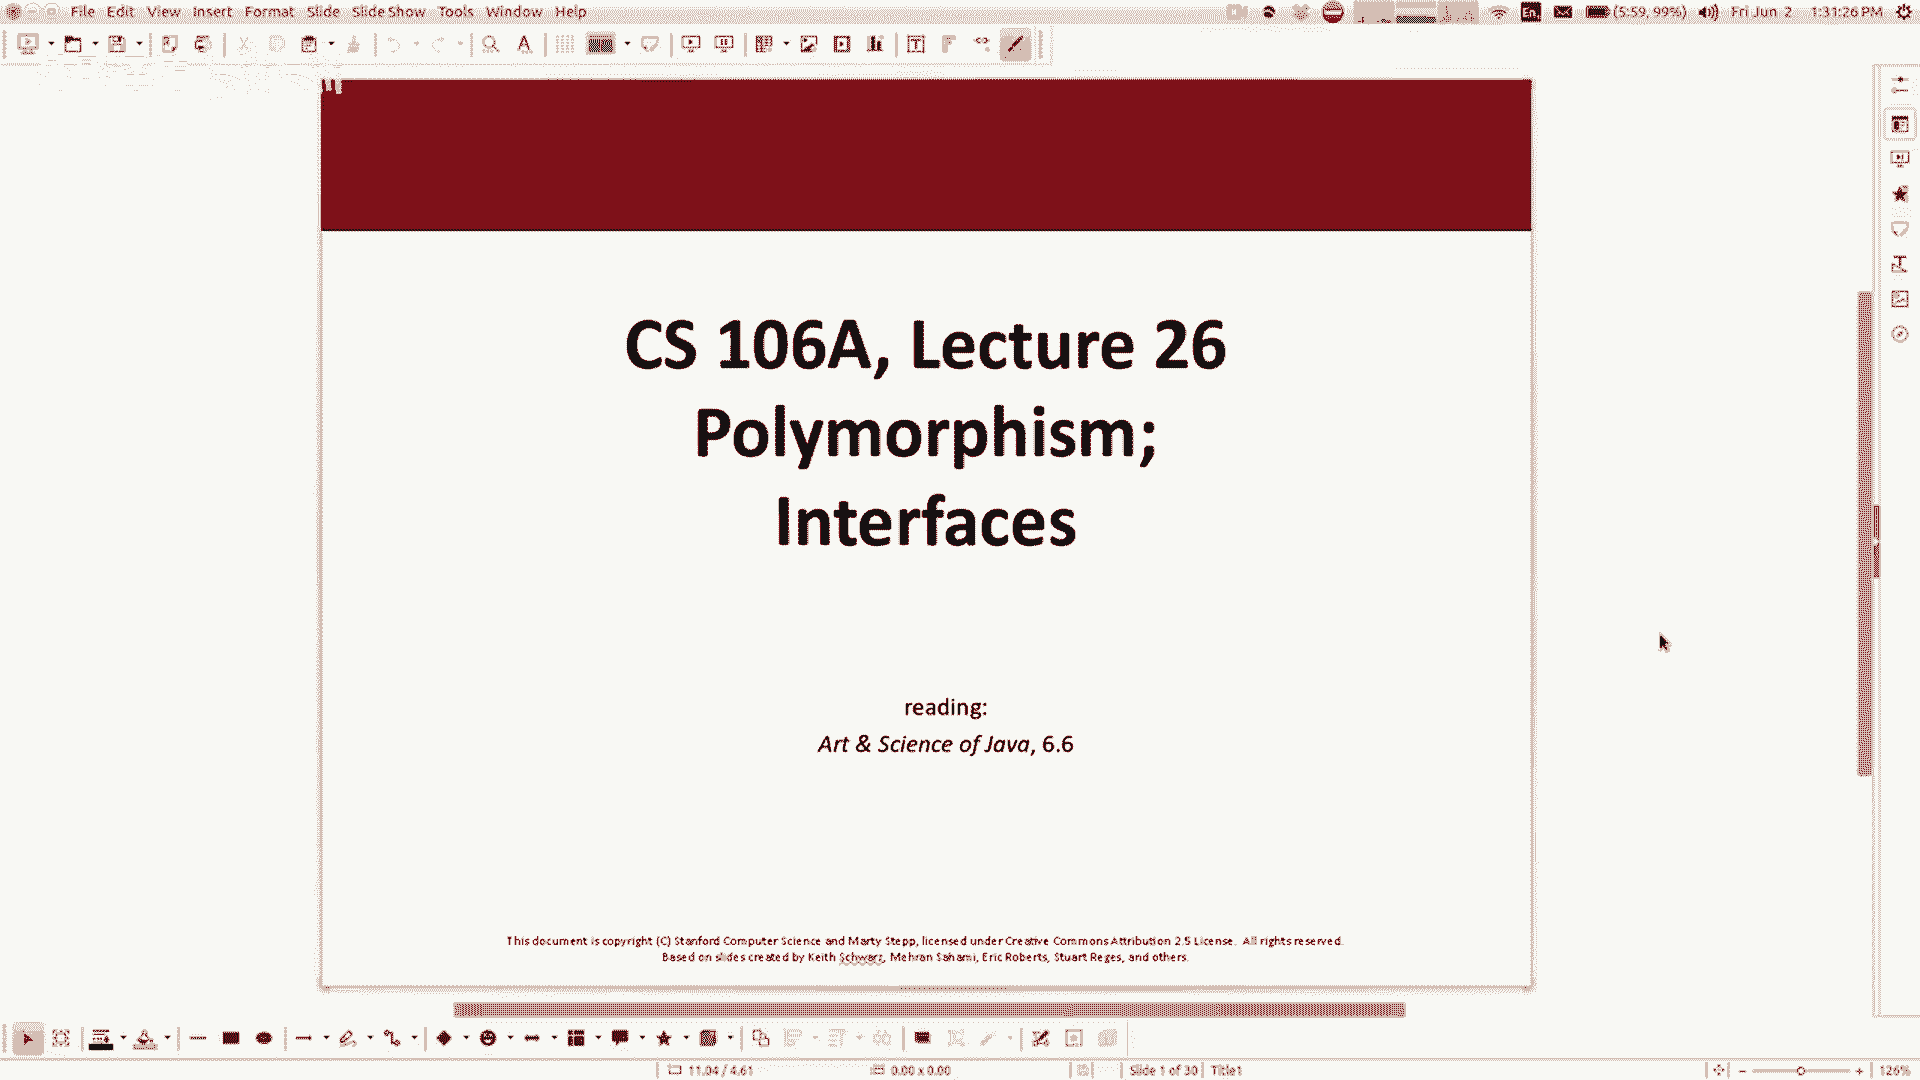 File Edit View Insert Format Slide Slide Show Tools Window Help
En (5:59, 99%) Fri Jun 2 1:31:26 PM
CS 106A, Lecture 26
Polymorphism;
Interfaces
reading:
Art & Science of Java, 6.6
This document is copyright (C) Stanford Computer Science and Marty Stepp, licensed under Creative Commons Attribution 2.5 License. All rights reserved.
Based on slides created by Keith Schwarz, Mehran Sahami, Eric Roberts, Stuart Reges, and others.
11.04 / 4.61 0.00 x 0.00 Slide 1 of 30 Title1 126%